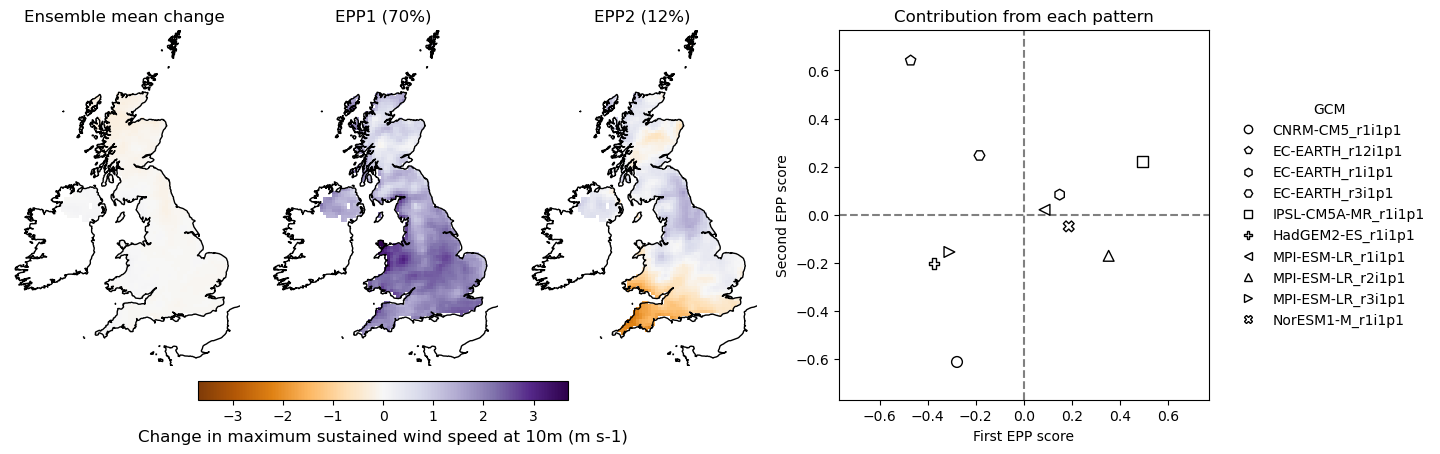 Ensemble mean change
EPP1 (70%)
EPP2 (12%)
−3 −2 −1 0 1 2 3
Change in maximum sustained wind speed at 10m (m s-1)
Contribution from each pattern
Second EPP score
0.6
0.4
0.2
0.0
−0.2
−0.4
−0.6
−0.6 −0.4 −0.2 0.0 0.2 0.4 0.6
First EPP score
GCM
CNRM-CM5_r1i1p1
EC-EARTH_r12i1p1
EC-EARTH_r1i1p1
EC-EARTH_r3i1p1
IPSL-CM5A-MR_r1i1p1
HadGEM2-ES_r1i1p1
MPI-ESM-LR_r1i1p1
MPI-ESM-LR_r2i1p1
MPI-ESM-LR_r3i1p1
NorESM1-M_r1i1p1